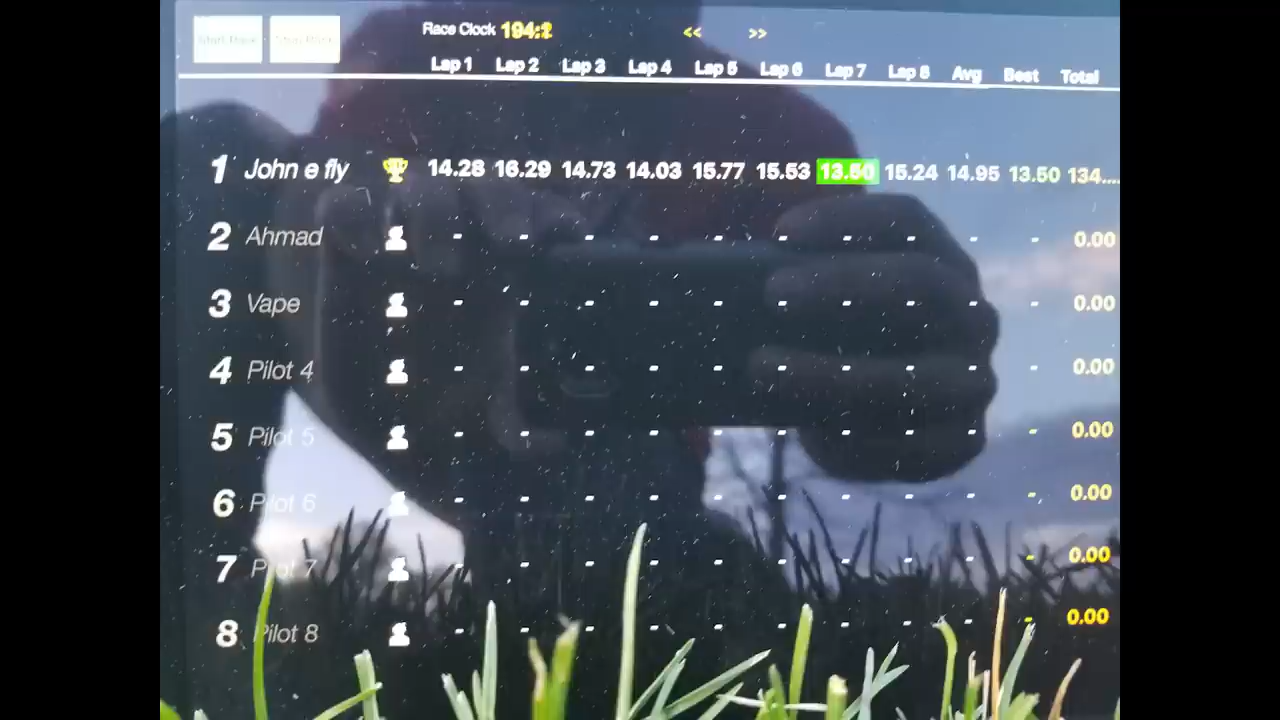 Race Clock 194:2 << >>
Lap 1 Lap 2 Lap 3 Lap 4 Lap 5 Lap 6 Lap 7 Lap 8 Avg Best Total
1 John e fly 14.28 16.29 14.73 14.03 15.77 15.53 13.50 15.24 14.95 13.50 134....
2 Ahmad - - - - - - - - - - 0.00
3 Vape - - - - - - - - - - 0.00
4 Pilot 4 - - - - - - - - - - 0.00
5 Pilot 5 - - - - - - - - - - 0.00
6 Pilot 6 - - - - - - - - - - 0.00
7 Pilot 7 - - - - - - - - - - 0.00
8 Pilot 8 - - - - - - - - - - 0.00